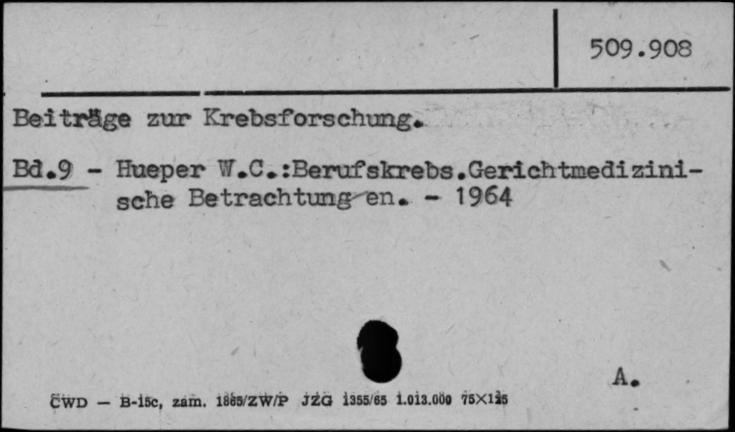 509.908
Beiträge zur Krebsforschung.
Bd.9 - Hueper W.C.:Berufskrebs.Gerichtmedizini-
sche Betrachtungen. - 1964
A.
CWD — B-15c, zam. 1865/ZW/P JZG 1355/65 1.013.000 75X125